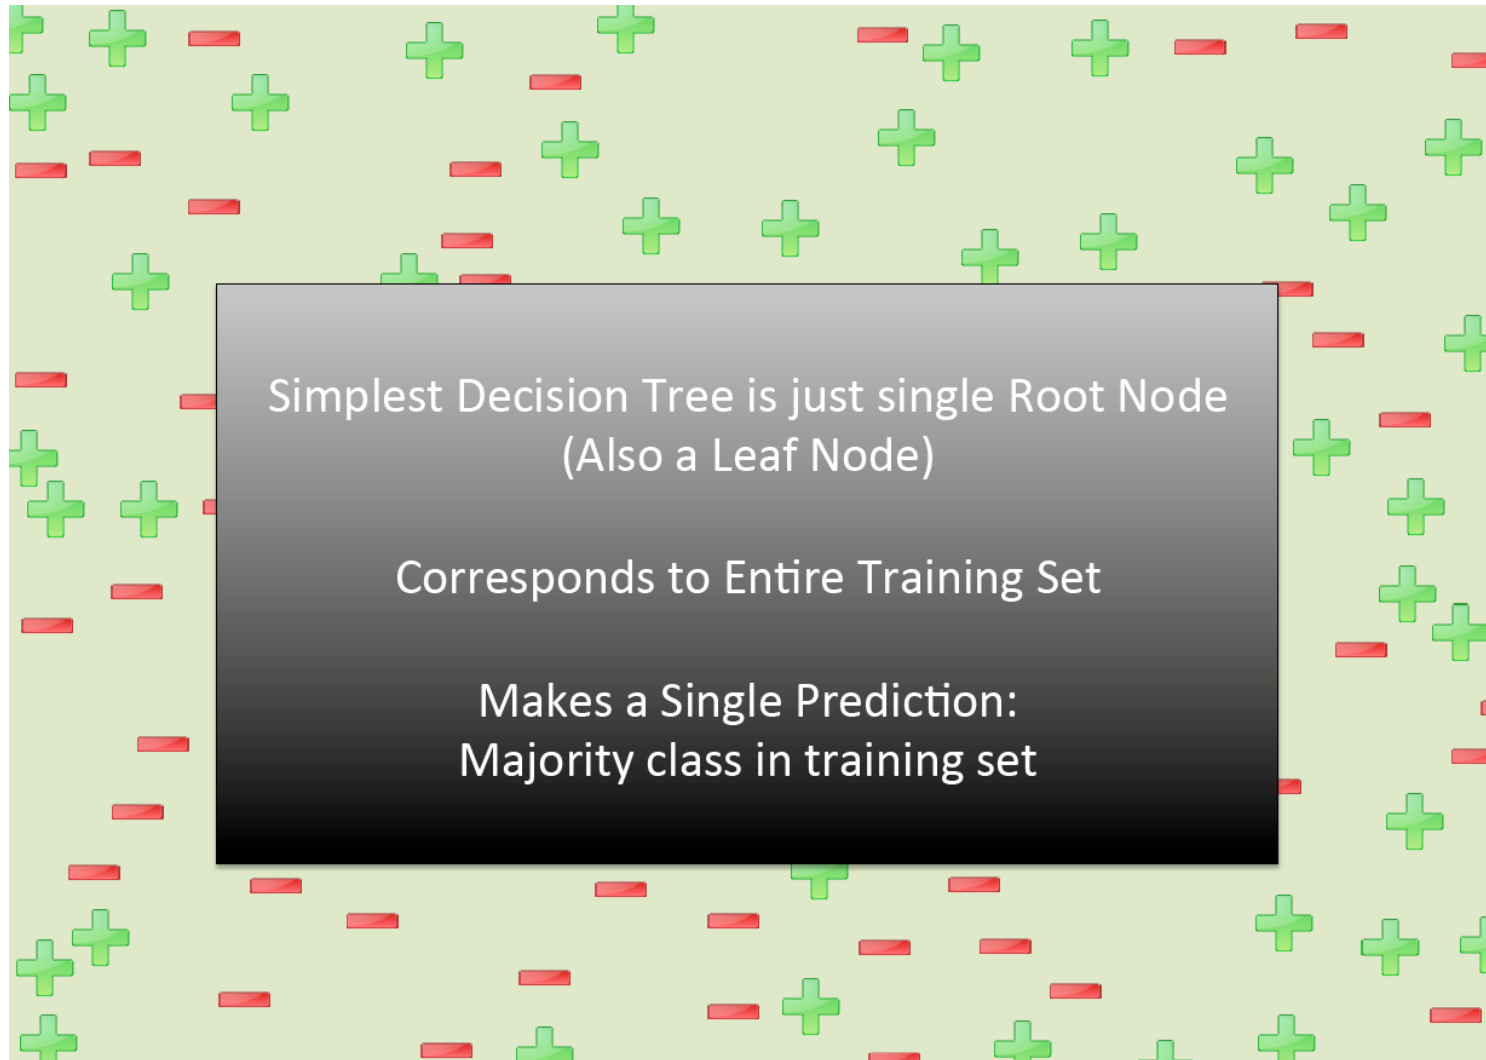 Simplest Decision Tree is just single Root Node
(Also a Leaf Node)
Corresponds to Entire Training Set
Makes a Single Prediction:
Majority class in training set